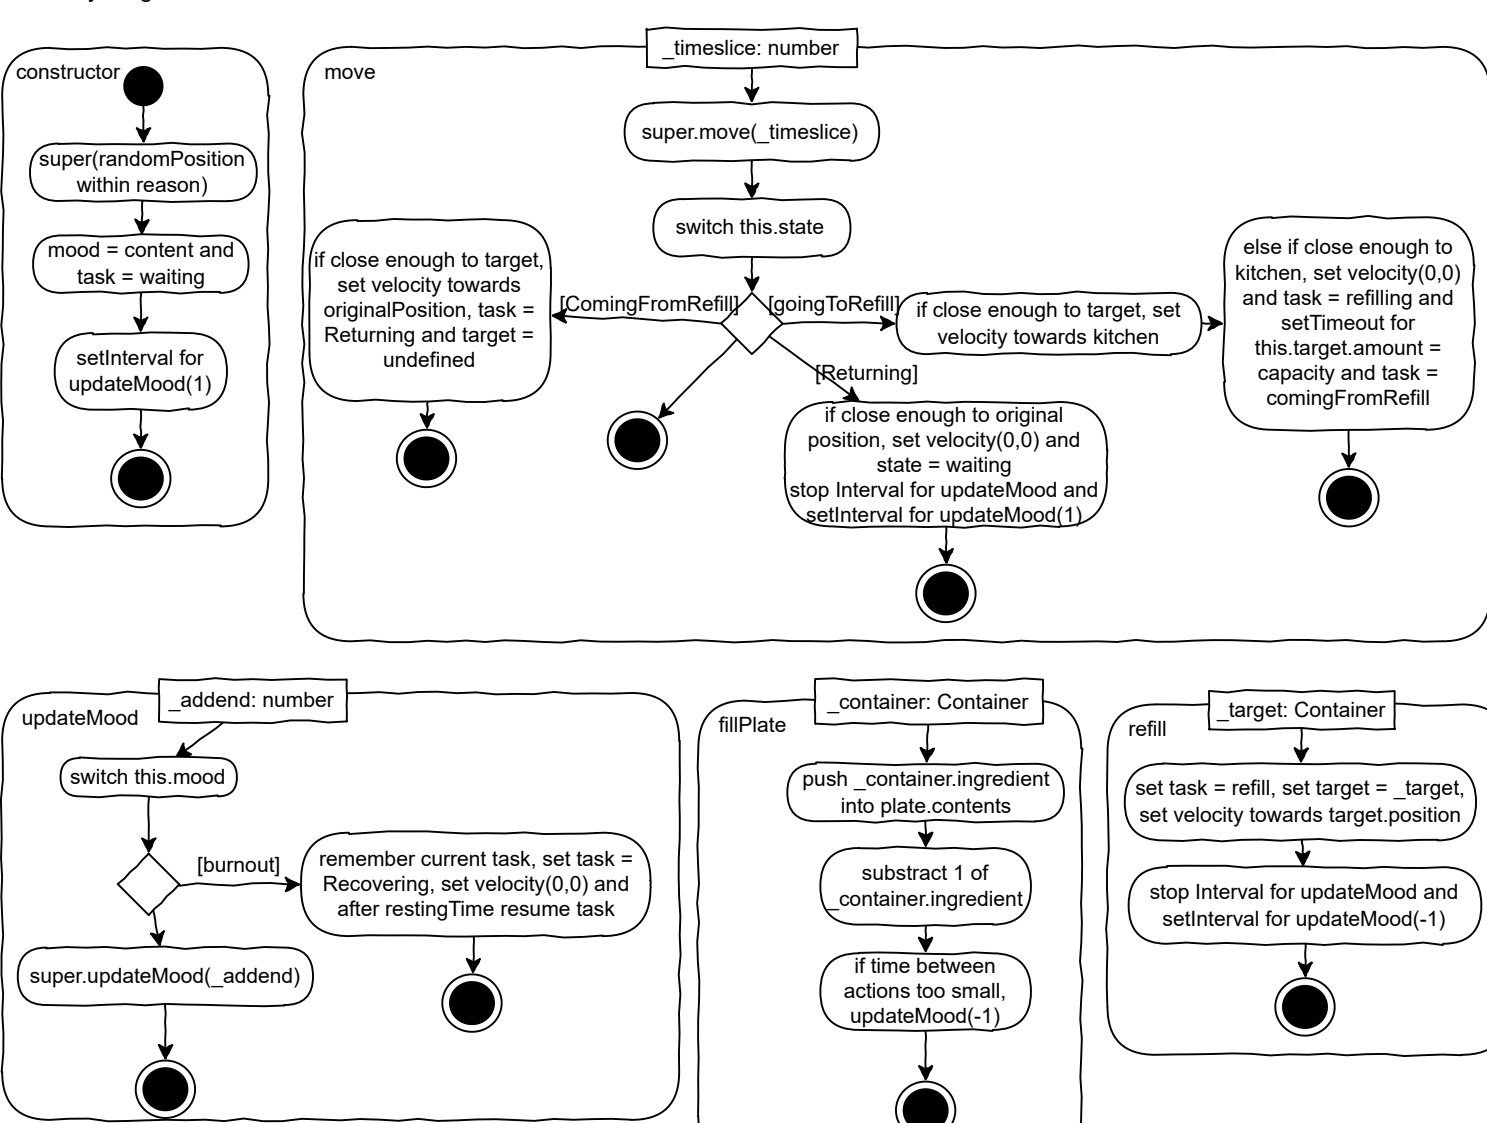 constructor
super(randomPosition
within reason)
mood = content and
task = waiting
setInterval for
updateMood(1)
move
_timeslice: number
super.move(_timeslice)
switch this.state
[ComingFromRefill]
if close enough to target,
set velocity towards
originalPosition, task =
Returning and target =
undefined
[goingToRefill]
if close enough to target, set
velocity towards kitchen
else if close enough to
kitchen, set velocity(0,0)
and task = refilling and
setTimeout for
this.target.amount =
capacity and task =
comingFromRefill
[Returning]
if close enough to original
position, set velocity(0,0) and
state = waiting
stop Interval for updateMood and
setInterval for updateMood(1)
updateMood
_addend: number
switch this.mood
[burnout]
remember current task, set task =
Recovering, set velocity(0,0) and
after restingTime resume task
super.updateMood(_addend)
fillPlate
_container: Container
push _container.ingredient
into plate.contents
substract 1 of
_container.ingredient
if time between
actions too small,
updateMood(-1)
refill
_target: Container
set task = refill, set target = _target,
set velocity towards target.position
stop Interval for updateMood and
setInterval for updateMood(-1)